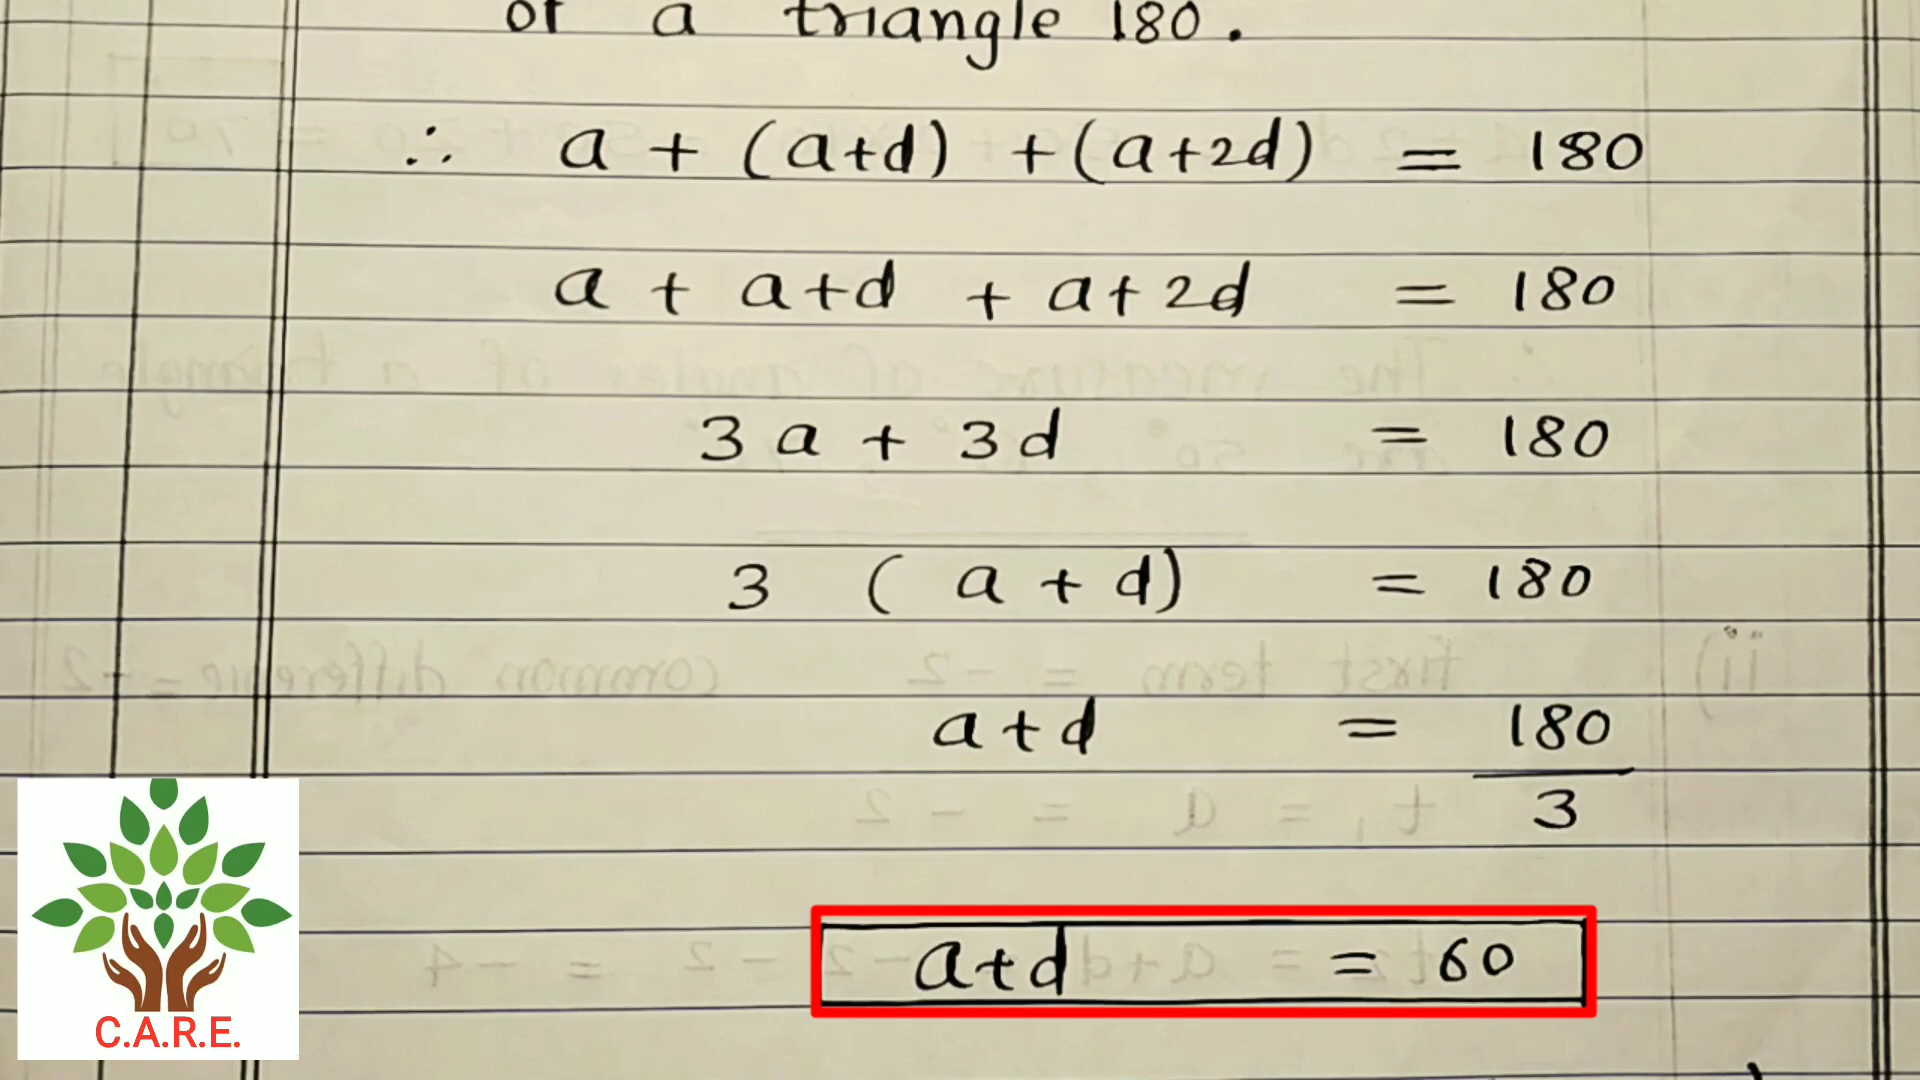 of a triangle 180.
∴ a + (a+d) + (a+2d) = 180
a + a+d + a+2d = 180
3a + 3d = 180
3 (a + d) = 180
a+d = 180
3
a+d = 60
C.A.R.E.